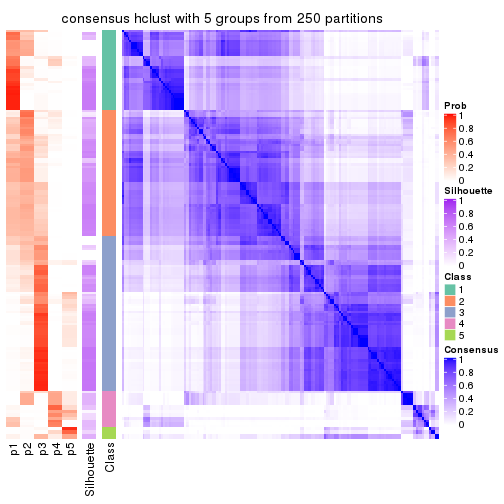 consensus hclust with 5 groups from 250 partitions
Prob
1
0.8
0.6
0.4
0.2
0
Silhouette
1
0.8
0.6
0.4
0.2
0
Class
1
2
3
4
5
Consensus
1
0.8
0.6
0.4
0.2
0
p1
p2
p3
p4
p5
Silhouette
Class